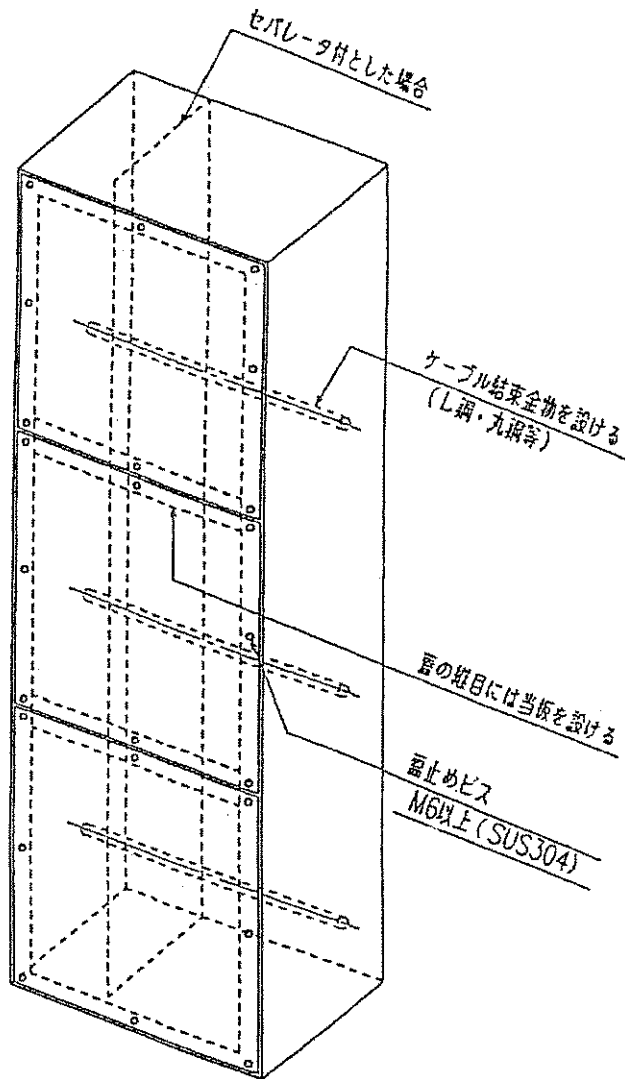 セパレータ付とした場合
ケーブル結束金物を設ける
(L鋼・丸鋼等)
蓋の継目には当板を設ける
蓋止めビス
M6以上(SUS304)